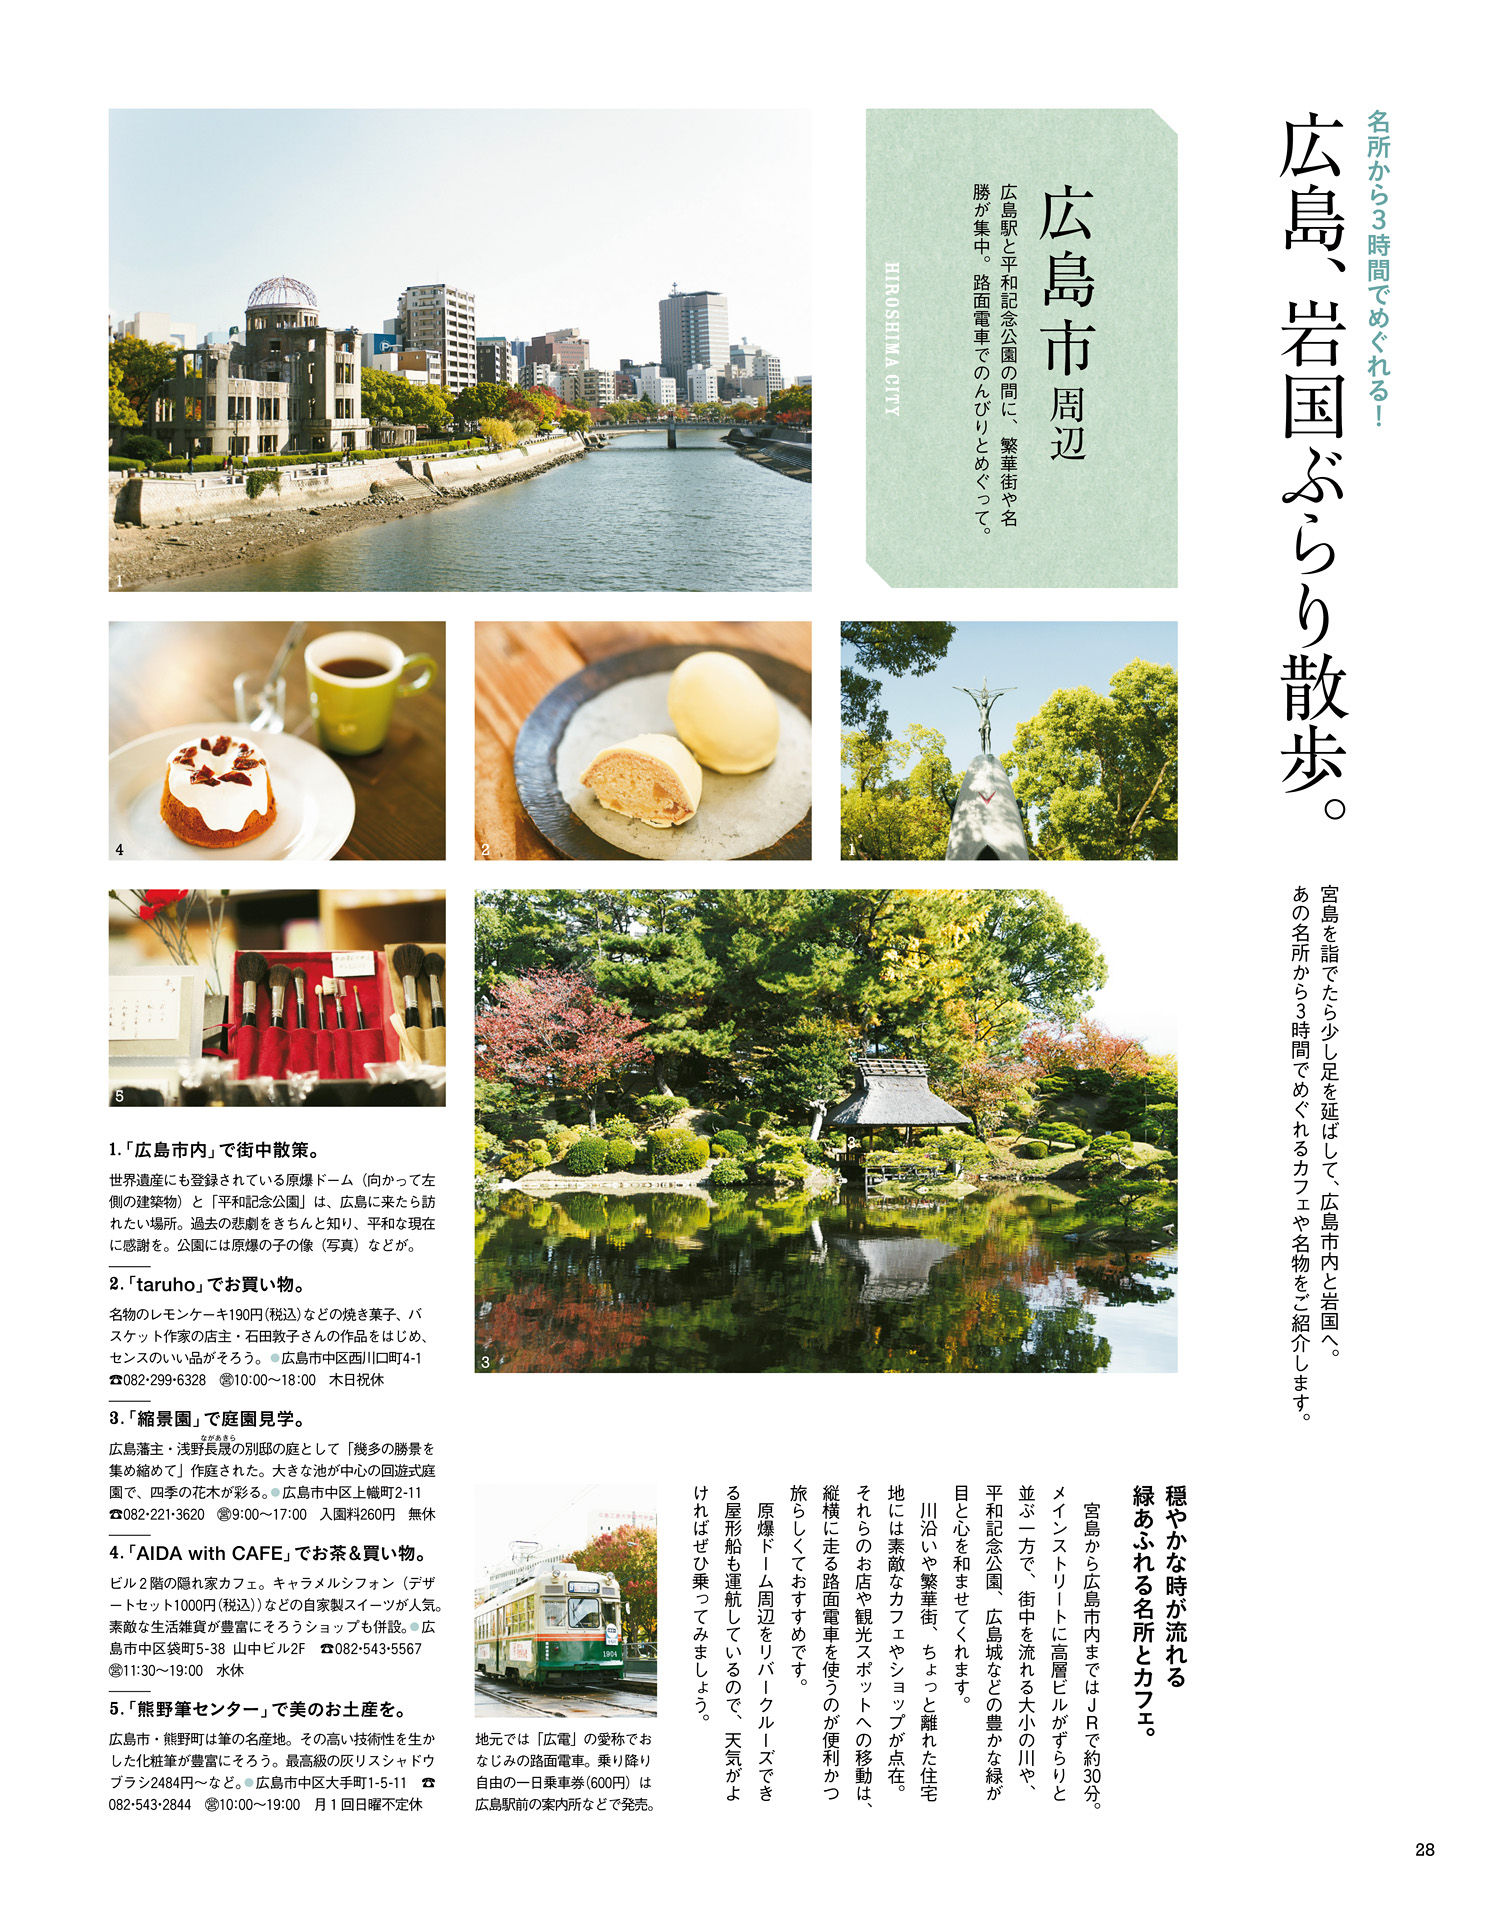 名所から3時間でめぐれる!
広島、岩国ぶらり散歩。
宮島を詣でたら少し足を延ばして、広島市内と岩国へ。
あの名所から3時間でめぐれるカフェや名物をご紹介します。
広島市周辺
広島駅と平和記念公園の間に、繁華街や名
勝が集中。路面電車でのんびりとめぐって。
HIROSHIMA CITY
1
4
2
1
5
3
3
穏やかな時が流れる
緑あふれる名所とカフェ。
宮島から広島市内まではJRで約30分。
メインストリートに高層ビルがずらりと
並ぶ一方で、街中を流れる大小の川や、
平和記念公園、広島城などの豊かな緑が
目と心を和ませてくれます。
川沿いや繁華街、ちょっと離れた住宅
地には素敵なカフェやショップが点在。
それらのお店や観光スポットへの移動は、
縦横に走る路面電車を使うのが便利かつ
旅らしくておすすめです。
原爆ドーム周辺をリバークルーズでき
る屋形船も運航しているので、天気がよ
ければぜひ乗ってみましょう。
1904
地元では「広電」の愛称でお
なじみの路面電車。乗り降り
自由の一日乗車券(600円)は
広島駅前の案内所などで発売。
1.「広島市内」で街中散策。
世界遺産にも登録されている原爆ドーム(向かって左
側の建築物)と「平和記念公園」は、広島に来たら訪
れたい場所。過去の悲劇をきちんと知り、平和な現在
に感謝を。公園には原爆の子の像(写真)などが。
2.「taruho」でお買い物。
名物のレモンケーキ190円(税込)などの焼き菓子、バ
スケット作家の店主・石田敦子さんの作品をはじめ、
センスのいい品がそろう。●広島市中区西川口町4-1
☎082・299・6328 ㊡10:00〜18:00 木日祝休
3.「縮景園」で庭園見学。
ながあきら
広島藩主・浅野長晟の別邸の庭として「幾多の勝景を
集め縮めて」作庭された。大きな池が中心の回遊式庭
園で、四季の花木が彩る。●広島市中区上幟町2-11
☎082・221・3620 営9:00〜17:00 入園料260円 無休
4.「AIDA with CAFE」でお茶&買い物。
ビル2階の隠れ家カフェ。キャラメルシフォン(デザ
ートセット1000円(税込))などの自家製スイーツが人気。
素敵な生活雑貨が豊富にそろうショップも併設。●広
島市中区袋町5-38 山中ビル2F ☎082・543・5567
営11:30〜19:00 水休
5.「熊野筆センター」で美のお土産を。
広島市・熊野町は筆の名産地。その高い技術性を生か
した化粧筆が豊富にそろう。最高級の灰リスシャドウ
ブラシ2484円〜など。●広島市中区大手町1-5-11 ☎
082・543・2844 営10:00〜19:00 月1回日曜不定休
28